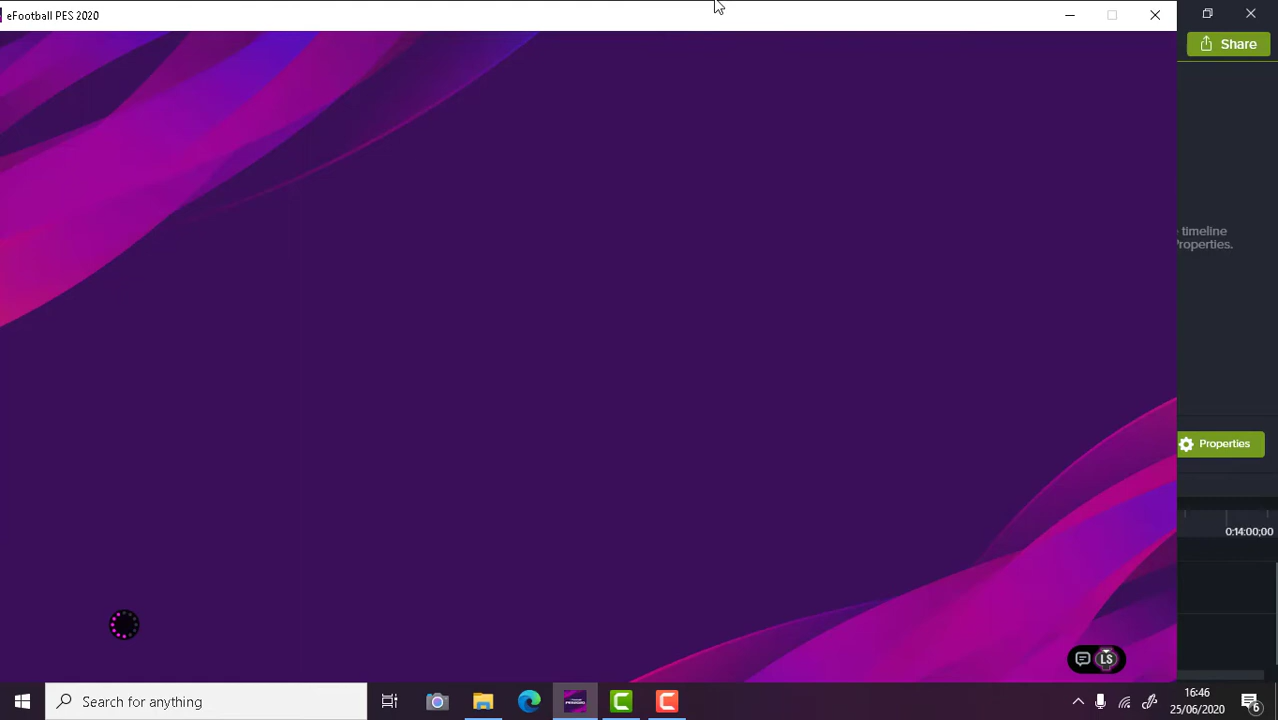 eFootball PES 2020
Share
timeline
Properties.
Properties
0:14:00;00
LS
Search for anything
16:46
25/06/2020
6